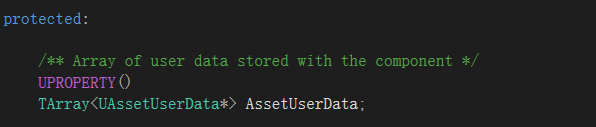 protected:
/** Array of user data stored with the component */
UPROPERTY()
TArray<UAssetUserData*> AssetUserData;